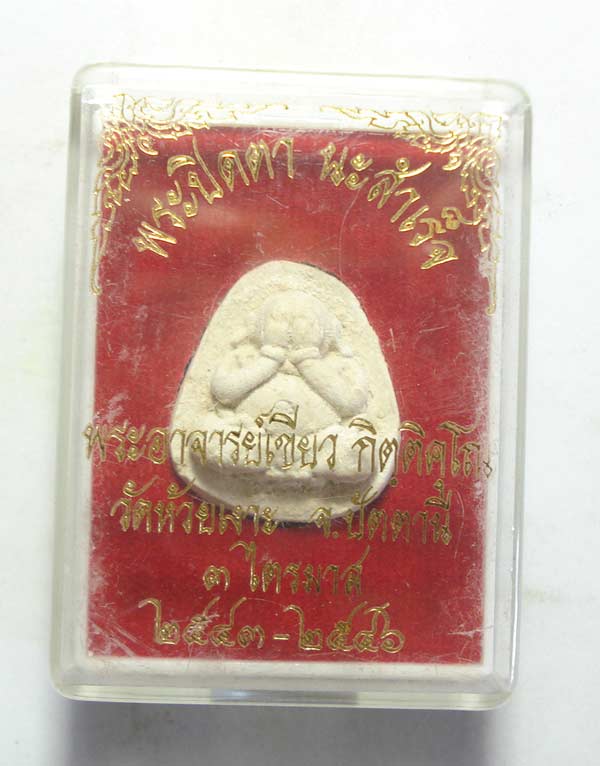 พระปิดตา มะสำเร็จ
พระอาจารย์เขียว กิตฺติคุโณ
วัดห้วยเงาะ จ.ปัตตานี
๓ ไตรมาส
๒๕๔๓-๒๕๔๖